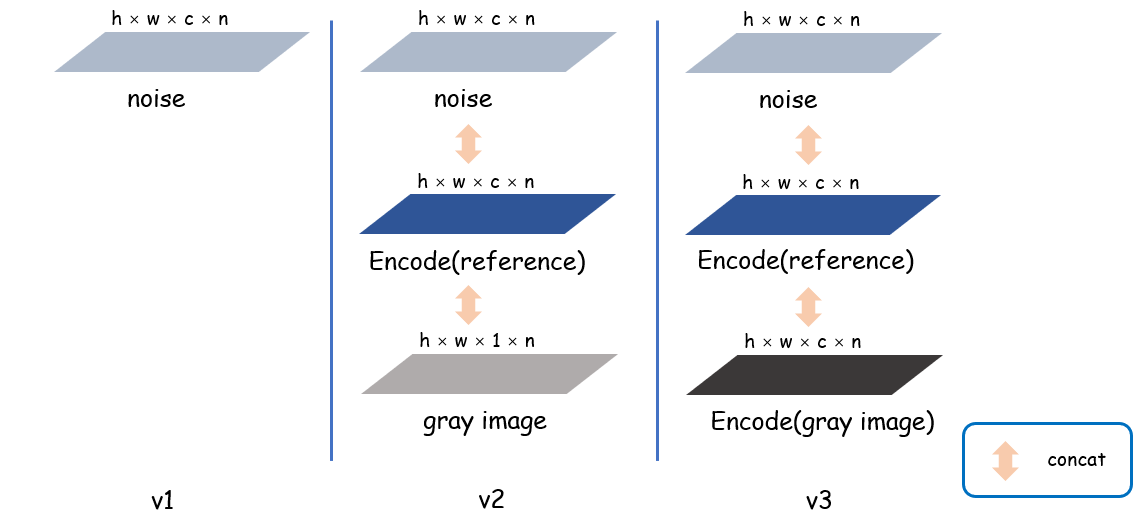 h × w × c × n
noise
v1
h × w × c × n
noise
h × w × c × n
Encode(reference)
h × w × 1 × n
gray image
v2
h × w × c × n
noise
h × w × c × n
Encode(reference)
h × w × c × n
Encode(gray image)
v3
concat